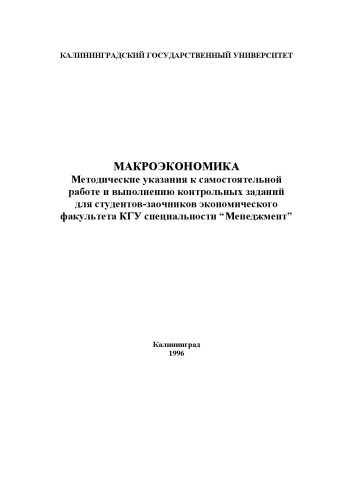 КАЛИНИНГРАДСКИЙ ГОСУДАРСТВЕННЫЙ УНИВЕРСИТЕТ
МАКРОЭКОНОМИКА
Методические указания к самостоятельной
работе и выполнению контрольных заданий
для студентов-заочников экономического
факультета КГУ специальности “Менеджмент”
Калининград
1996